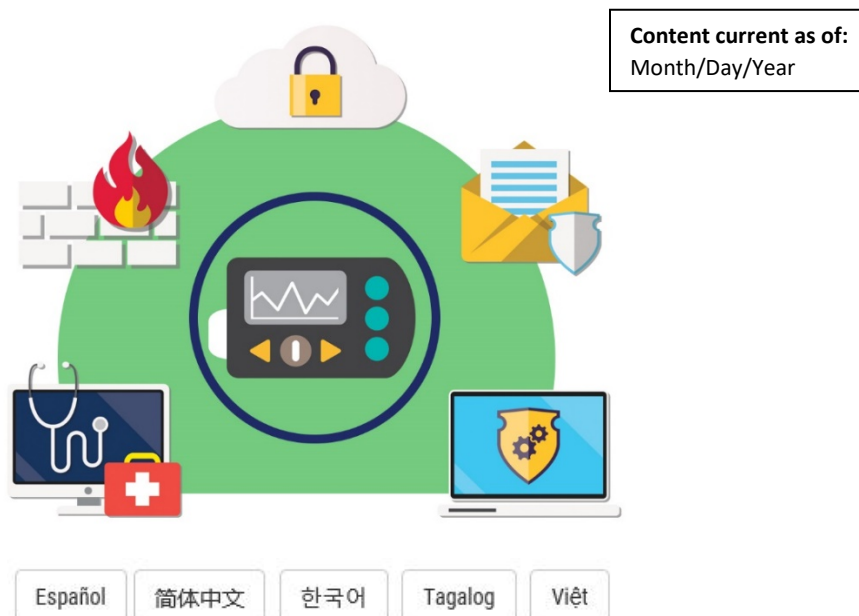 Content current as of:
Month/Day/Year
Español
简体中文
한국어
Tagalog
Việt